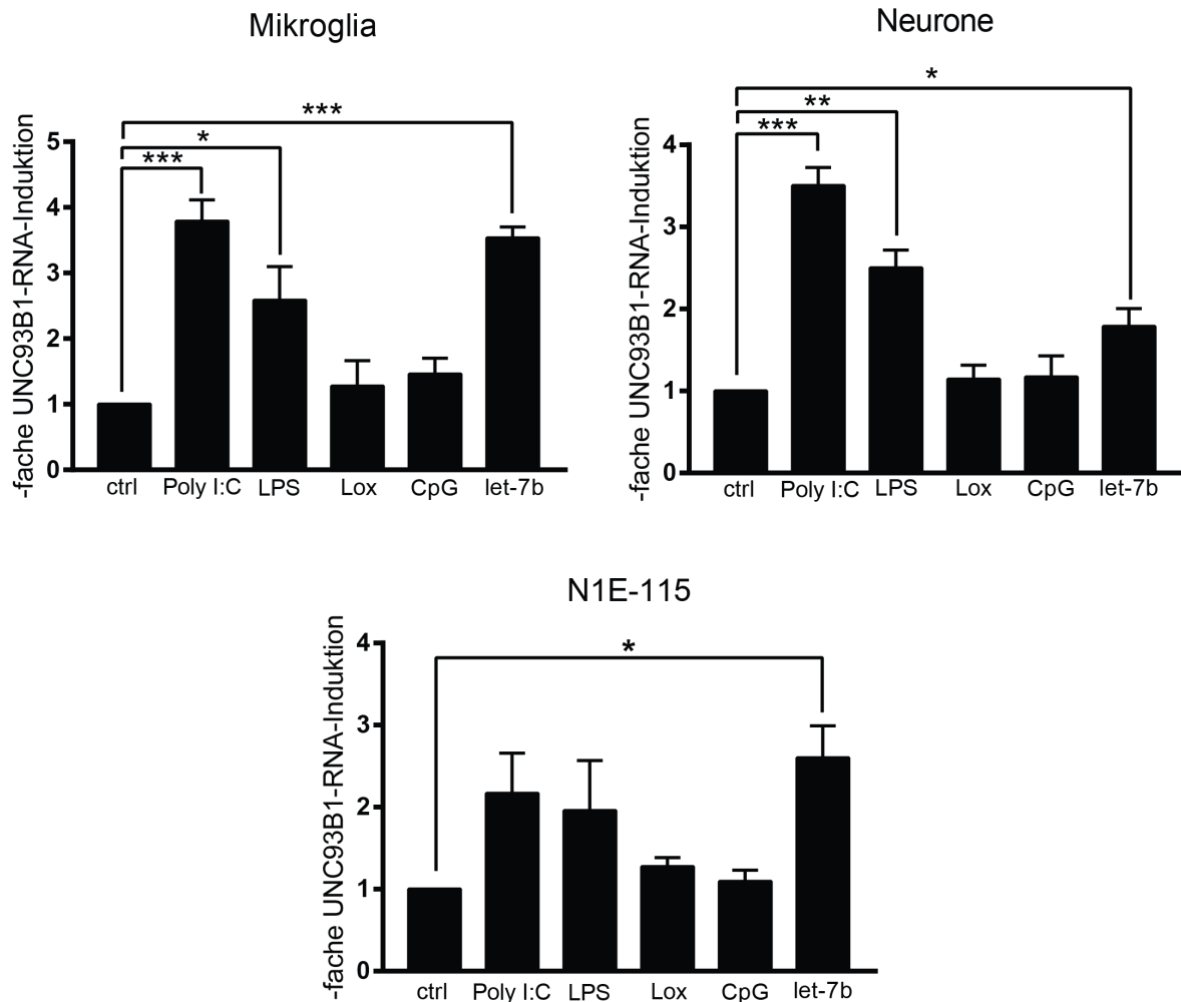 Mikroglia
-fache UNC93B1-RNA-Induktion
5
4
3
2
1
0
***
*
***
ctrl Poly I:C LPS Lox CpG let-7b
Neurone
-fache UNC93B1-RNA-Induktion
4
3
2
1
0
*
**
***
ctrl Poly I:C LPS Lox CpG let-7b
N1E-115
-fache UNC93B1-RNA-Induktion
4
3
2
1
0
*
ctrl Poly I:C LPS Lox CpG let-7b